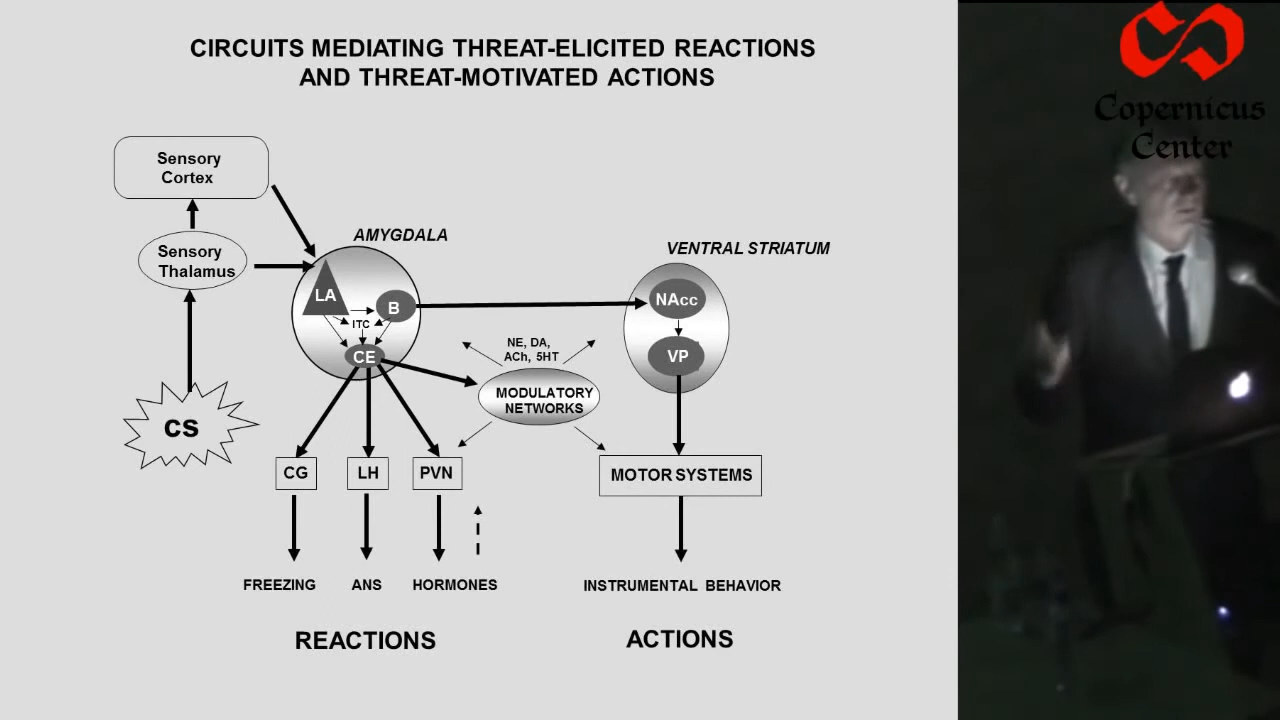 CIRCUITS MEDIATING THREAT-ELICITED REACTIONS
AND THREAT-MOTIVATED ACTIONS
Sensory
Cortex
Sensory
Thalamus
CS
AMYGDALA
LA
B
ITC
CE
NE, DA,
ACh, 5HT
MODULATORY
NETWORKS
VENTRAL STRIATUM
NAcc
VP
CG
LH
PVN
MOTOR SYSTEMS
FREEZING
ANS
HORMONES
INSTRUMENTAL BEHAVIOR
REACTIONS
ACTIONS
Copernicus
Center